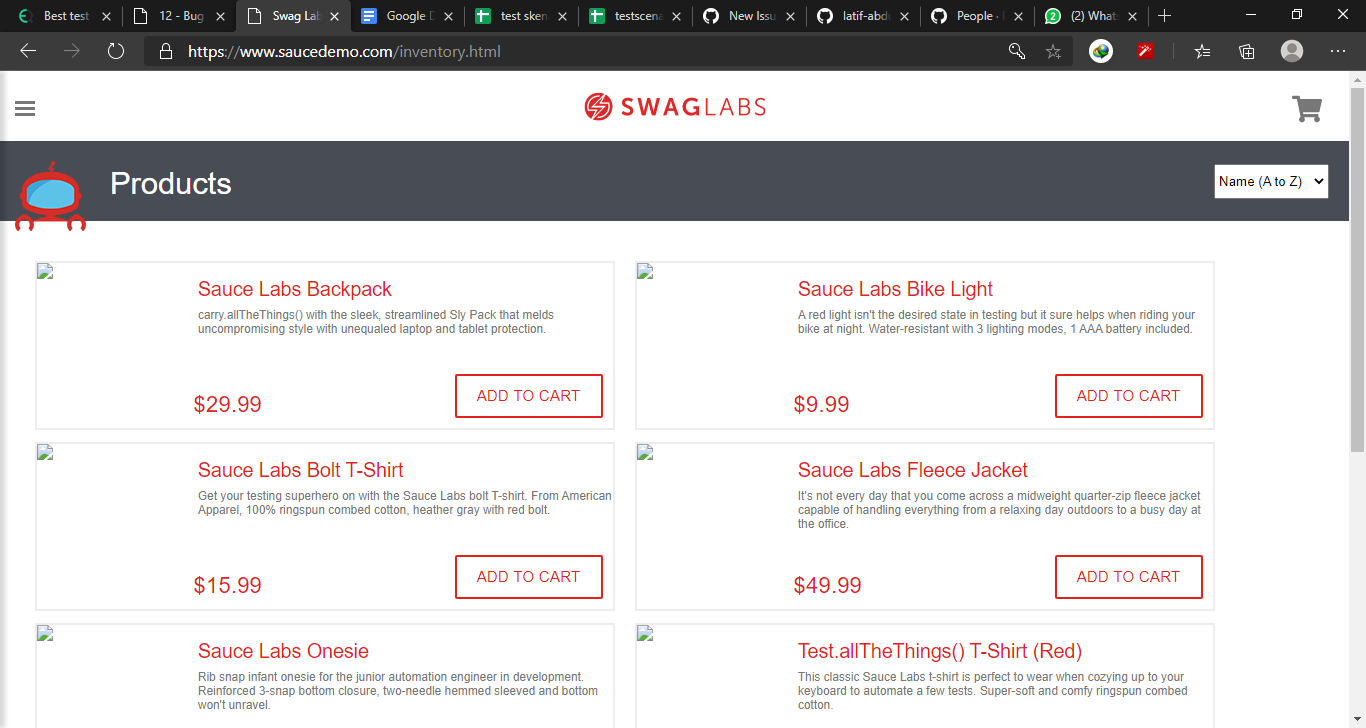 Best test
12 - Bug
Swag Lab
Google D
test sken
testscena
New Issu
latif-abdu
People ·
(2) Whats
https://www.saucedemo.com/inventory.html
SWAGLABS
Products
Name (A to Z)
Sauce Labs Backpack
carry.allTheThings() with the sleek, streamlined Sly Pack that melds
uncompromising style with unequaled laptop and tablet protection.
$29.99
ADD TO CART
Sauce Labs Bike Light
A red light isn't the desired state in testing but it sure helps when riding your
bike at night. Water-resistant with 3 lighting modes, 1 AAA battery included.
$9.99
ADD TO CART
Sauce Labs Bolt T-Shirt
Get your testing superhero on with the Sauce Labs bolt T-shirt. From American
Apparel, 100% ringspun combed cotton, heather gray with red bolt.
$15.99
ADD TO CART
Sauce Labs Fleece Jacket
It's not every day that you come across a midweight quarter-zip fleece jacket
capable of handling everything from a relaxing day outdoors to a busy day at
the office.
$49.99
ADD TO CART
Sauce Labs Onesie
Rib snap infant onesie for the junior automation engineer in development.
Reinforced 3-snap bottom closure, two-needle hemmed sleeved and bottom
won't unravel.
Test.allTheThings() T-Shirt (Red)
This classic Sauce Labs t-shirt is perfect to wear when cozying up to your
keyboard to automate a few tests. Super-soft and comfy ringspun combed
cotton.